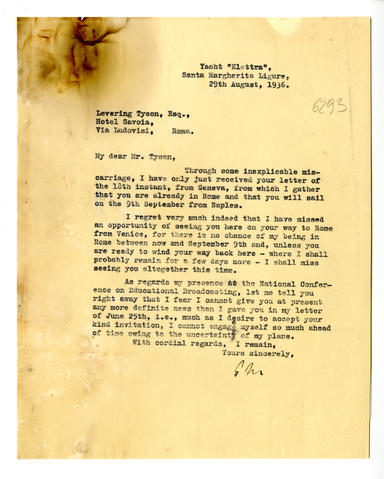 Yacht "Elettra",
Santa Margherita Ligure,
29th August, 1936.
6293
Levering Tyson, Esq.,
Hotel Savoia,
Via Ludovisi, Roma.
My dear Mr. Tyson,
Through some inexplicable mis-
carriage, I have only just received your letter of
the 18th instant, from Geneva, from which I gather
that you are already in Rome and that you will sail
on the 9th September from Naples.
I regret very much indeed that I have missed
an opportunity of seeing you here on your way to Rome
from Venice, for there is no chance of my being in
Rome between now and September 9th and, unless you
are ready to wind your way back here - where I shall
probably remain for a few days more - I shall miss
seeing you altogether this time.
As regards my presence at the National Confer-
ence on Educational Broadcasting, let me tell you
right away that I fear I cannot give you at present
any more definite news than I gave you in my letter
of June 25th, i.e., much as I desire to accept your
kind invitation, I cannot engage myself so much ahead
of time owing to the uncertainty of my plans.
With cordial regards, I remain,
Yours sincerely,